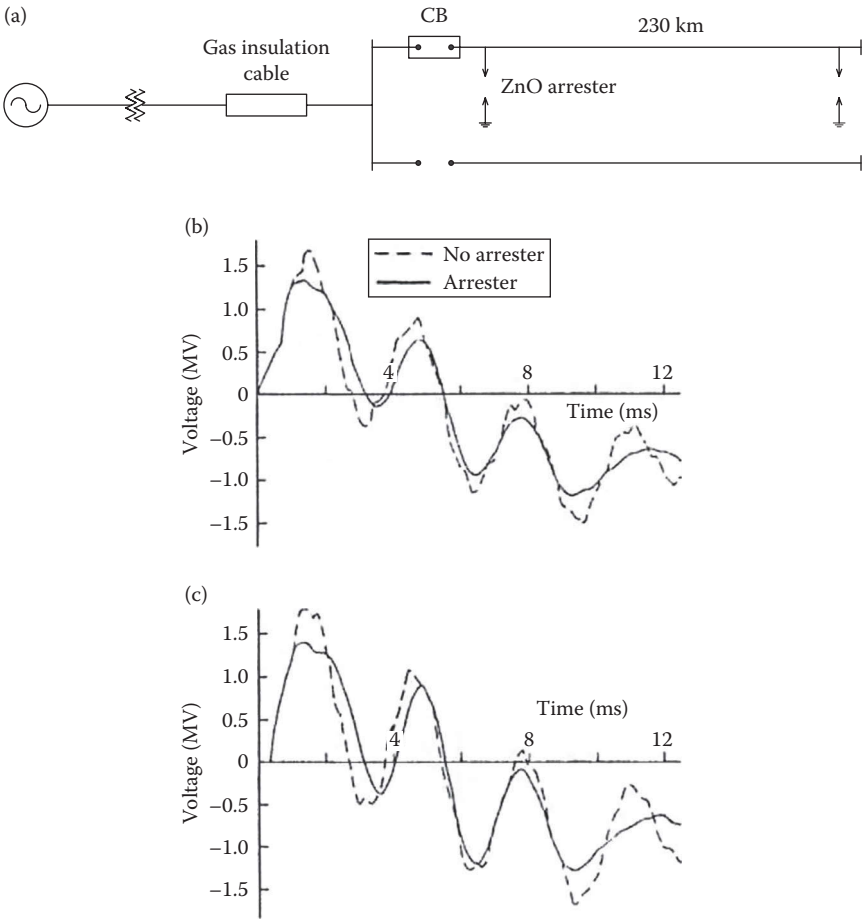 (a)
CB
230 km
Gas insulation
cable
ZnO arrester
(b)
No arrester
Arrester
1.5
1.0
0.5
0
−0.5
−1.0
−1.5
Voltage (MV)
4
8
12
Time (ms)
(c)
1.5
1.0
0.5
0
−0.5
−1.0
−1.5
Voltage (MV)
Time (ms)
4
8
12